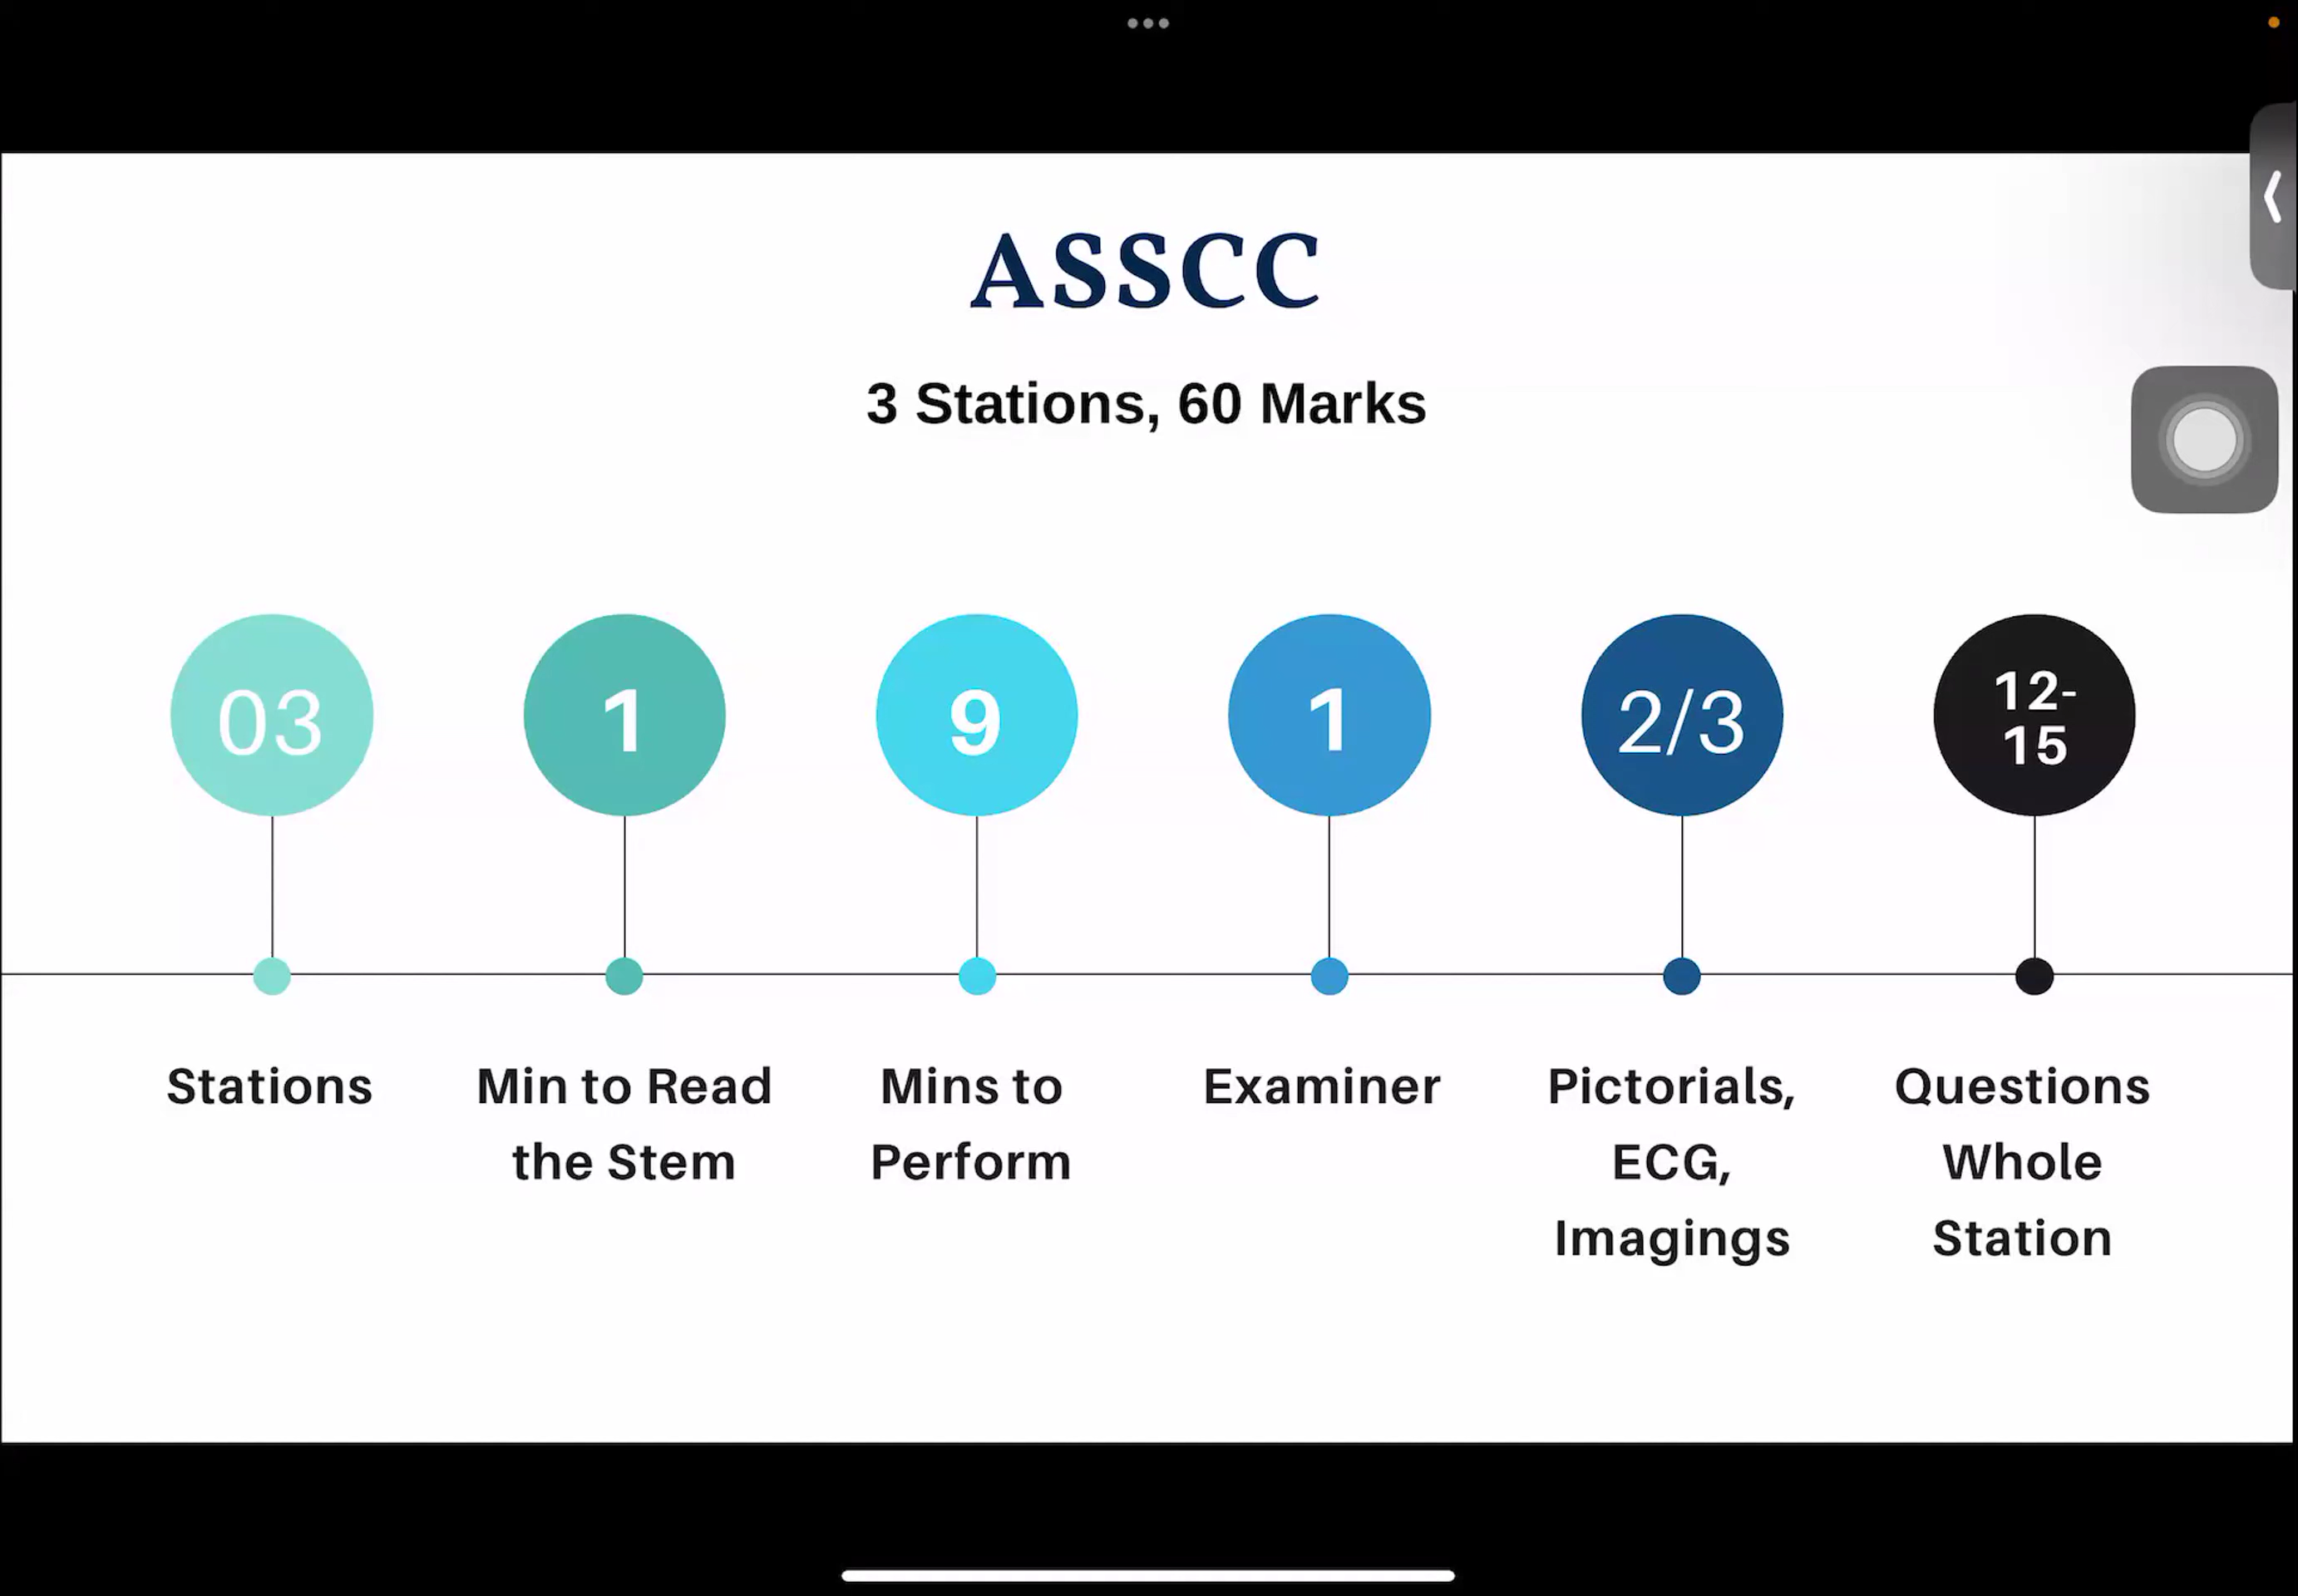 ASSCC
3 Stations, 60 Marks
03
1
9
1
2/3
12-
15
Stations
Min to Read
the Stem
Mins to
Perform
Examiner
Pictorials,
ECG,
Imagings
Questions
Whole
Station